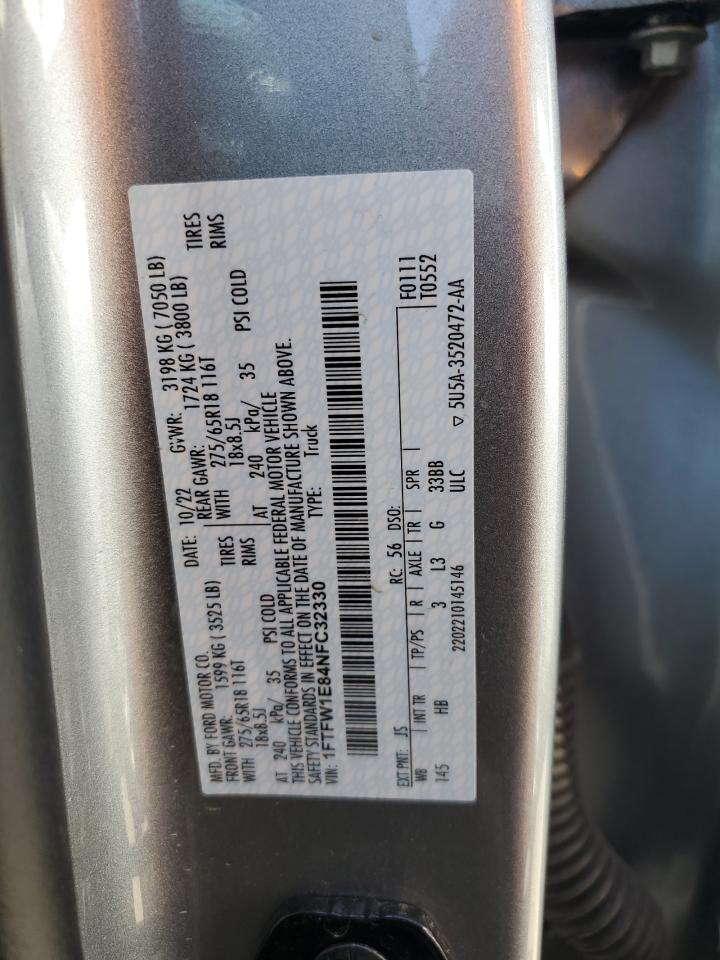 MFD. BY FORD MOTOR CO.
DATE: 10/22 GVWR: 3198 KG ( 7050 LB)
FRONT GAWR: 1599 KG ( 3525 LB)
REAR GAWR: 1724 KG ( 3800 LB)
WITH 275/65R18 116T TIRES
WITH 275/65R18 116T TIRES
18x8.5J RIMS
18x8.5J RIMS
AT 240 kPa/ 35 PSI COLD
AT 240 kPa/ 35 PSI COLD
THIS VEHICLE CONFORMS TO ALL APPLICABLE FEDERAL MOTOR VEHICLE
SAFETY STANDARDS IN EFFECT ON THE DATE OF MANUFACTURE SHOWN ABOVE.
VIN: 1FTFW1E84NFC32330
TYPE: Truck
EXT PNT: JS RC: 56 DSO: F0111
WB INT TR TP/PS R AXLE TR SPR T0552
145 HB 3 L3 G 33BB
2202210145146 ULC
▽ 5U5A-3520472-AA